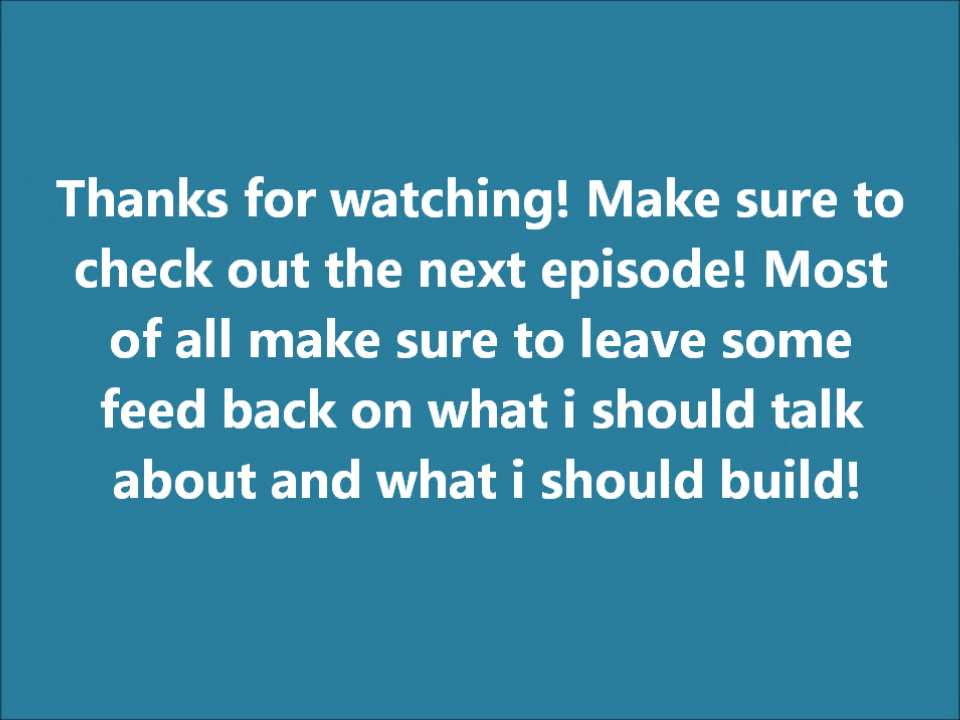 Thanks for watching! Make sure to
check out the next episode! Most
of all make sure to leave some
feed back on what i should talk
about and what i should build!